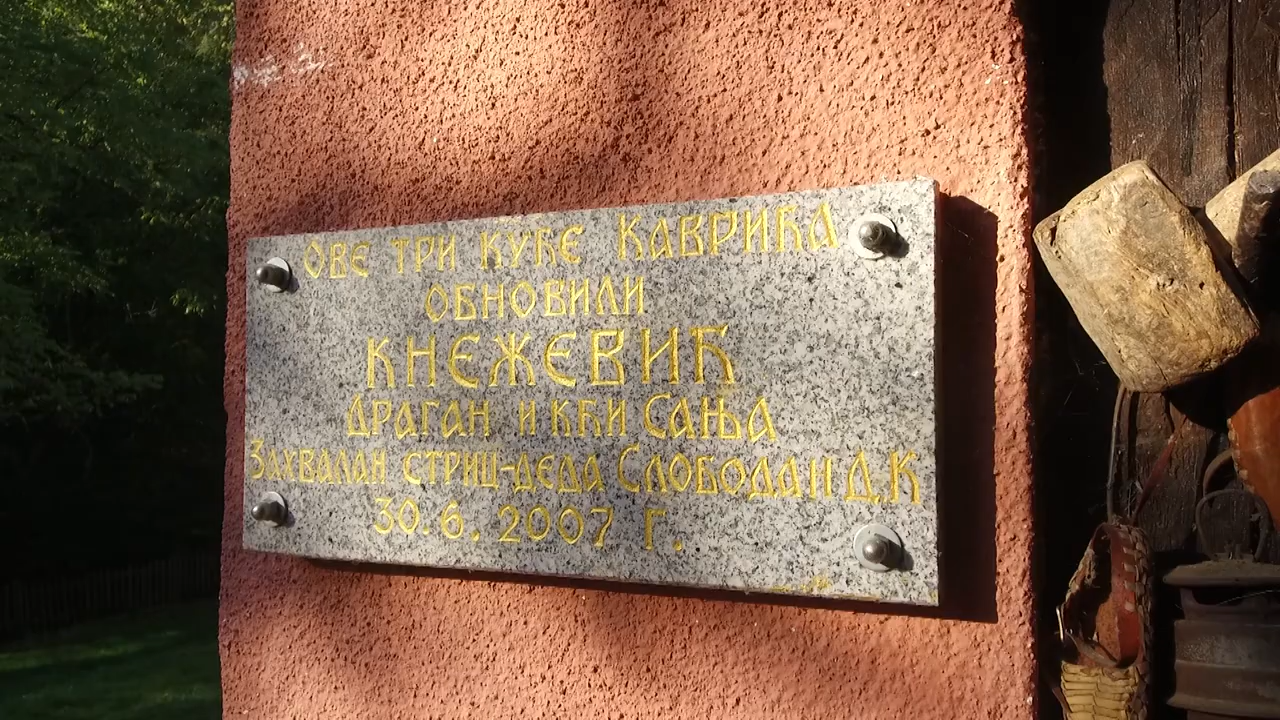 ОВЕ ТРИ КУЋЕ КАВРИЋА
ОБНОВИЛИ
КНЕЖЕВИЋ
ДРАГАН И КЋИ САЊА
ЗАХВАЛАН СТРИЦ-ДЕДА СЛОБОДАН Д.К
30.6.2007 Г.